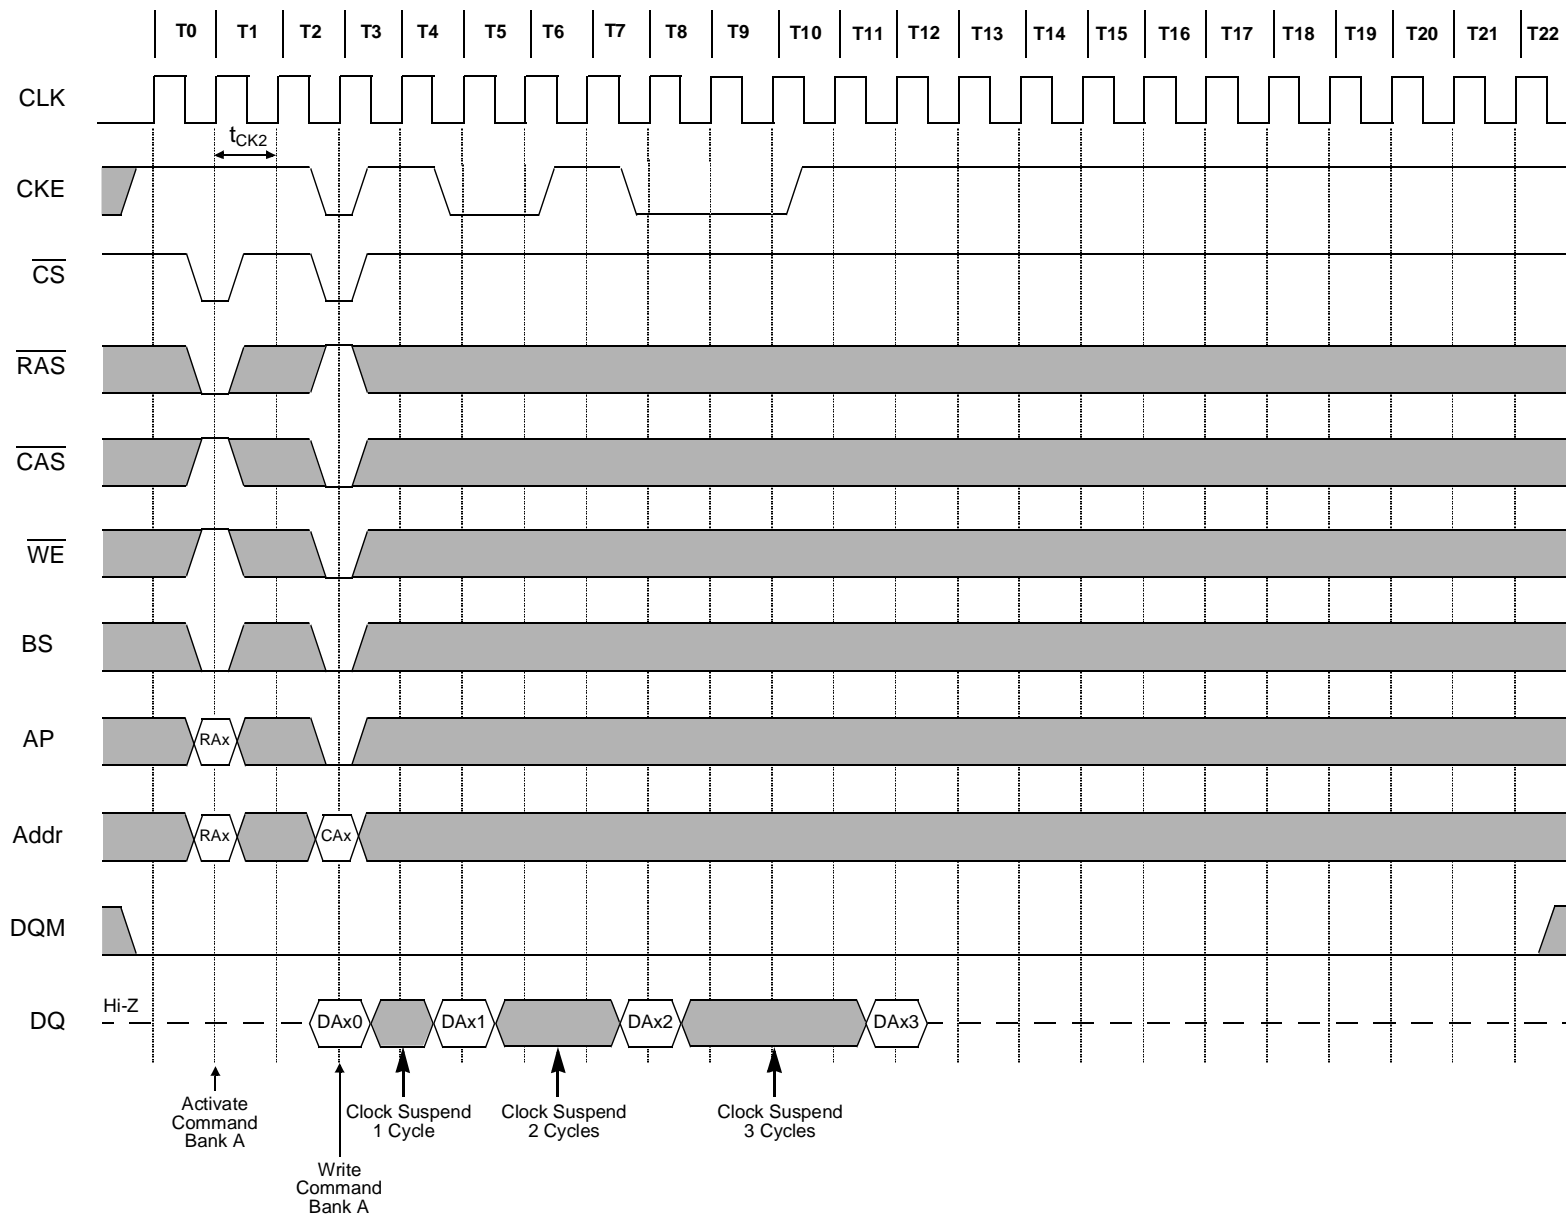 T0 T1 T2 T3 T4 T5 T6 T7 T8 T9 T10 T11 T12 T13 T14 T15 T16 T17 T18 T19 T20 T21 T22
CLK
tCK2
CKE
CS
RAS
CAS
WE
BS
AP
RAx
Addr
RAx CAx
DQM
Hi-Z
DQ
DAx0 DAx1 DAx2 DAx3
Activate
Command
Bank A
Write
Command
Bank A
Clock Suspend
1 Cycle
Clock Suspend
2 Cycles
Clock Suspend
3 Cycles